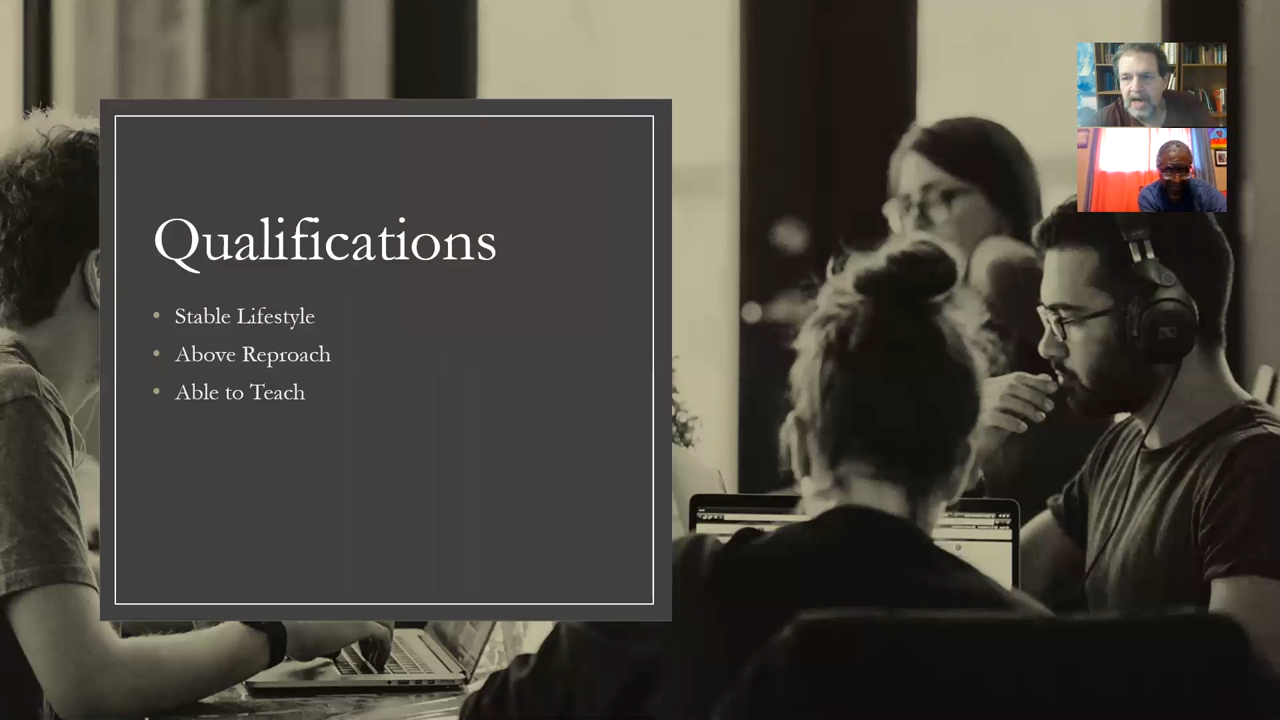 Qualifications
• Stable Lifestyle
• Above Reproach
• Able to Teach